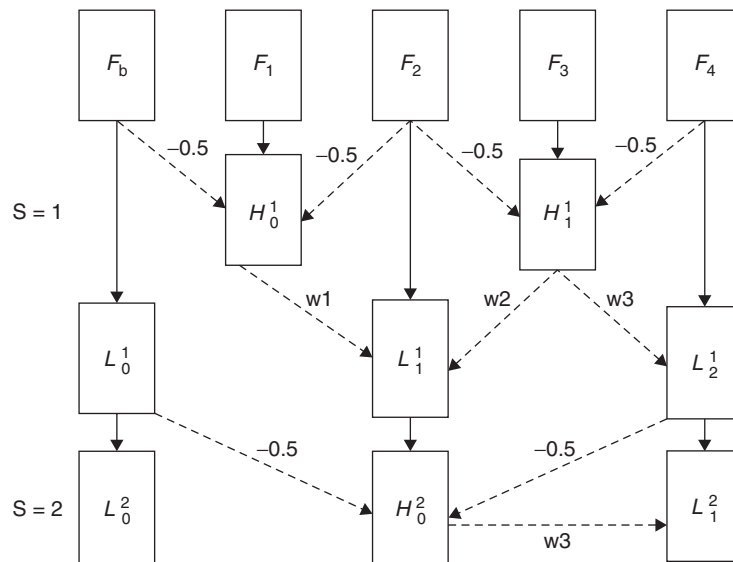 F_b F_1 F_2 F_3 F_4
−0.5 −0.5 −0.5 −0.5
S = 1 H_0^1 H_1^1
w1 w2 w3
L_0^1 L_1^1 L_2^1
−0.5 −0.5
S = 2 L_0^2 H_0^2 L_1^2
w3